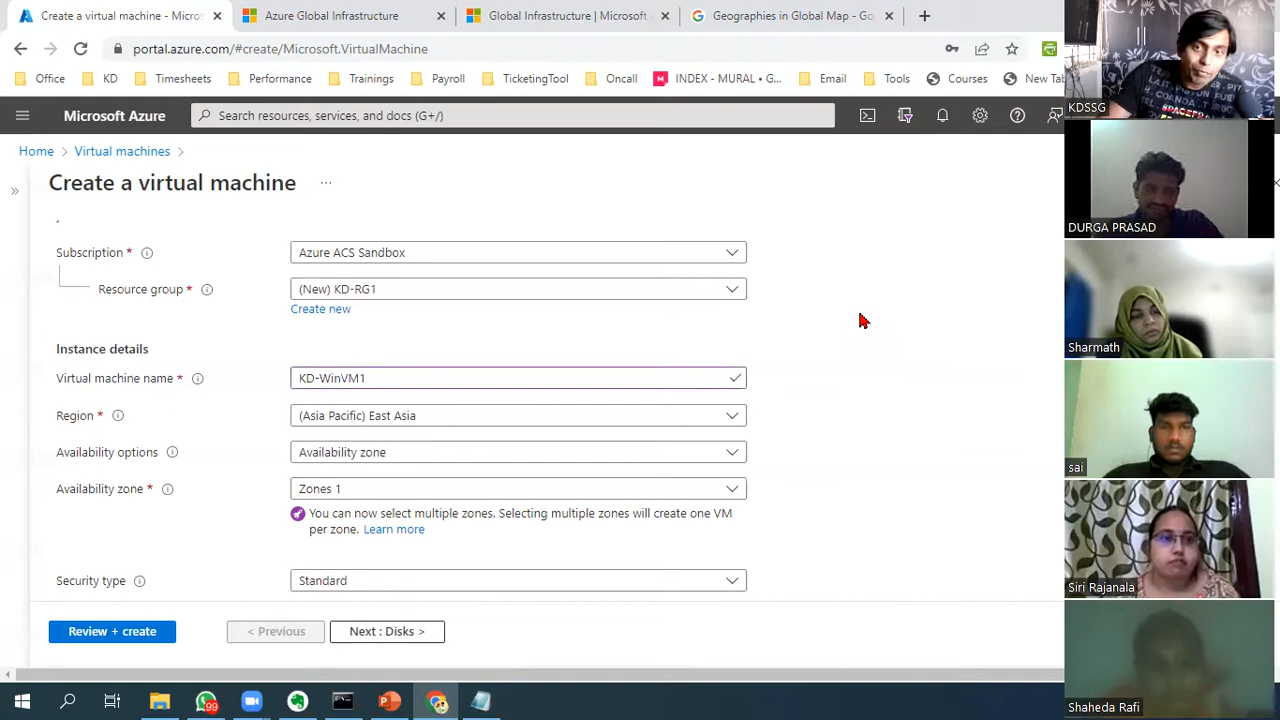 Create a virtual machine - Micros
Azure Global Infrastructure
Global Infrastructure | Microsoft
Geographies in Global Map - Go
portal.azure.com/#create/Microsoft.VirtualMachine
Office
KD
Timesheets
Performance
Trainings
Payroll
TicketingTool
Oncall
INDEX - MURAL • G...
Email
Tools
Courses
New Tab
Microsoft Azure
Search resources, services, and docs (G+/)
Home > Virtual machines >
Create a virtual machine ...
Subscription *
Azure ACS Sandbox
Resource group *
(New) KD-RG1
Create new
Instance details
Virtual machine name *
KD-WinVM1
Region *
(Asia Pacific) East Asia
Availability options
Availability zone
Availability zone *
Zones 1
You can now select multiple zones. Selecting multiple zones will create one VM
per zone. Learn more
Security type
Standard
Review + create
< Previous
Next : Disks >
99
KDSSG
DURGA PRASAD
Sharmath
sai
Siri Rajanala
Shaheda Rafi